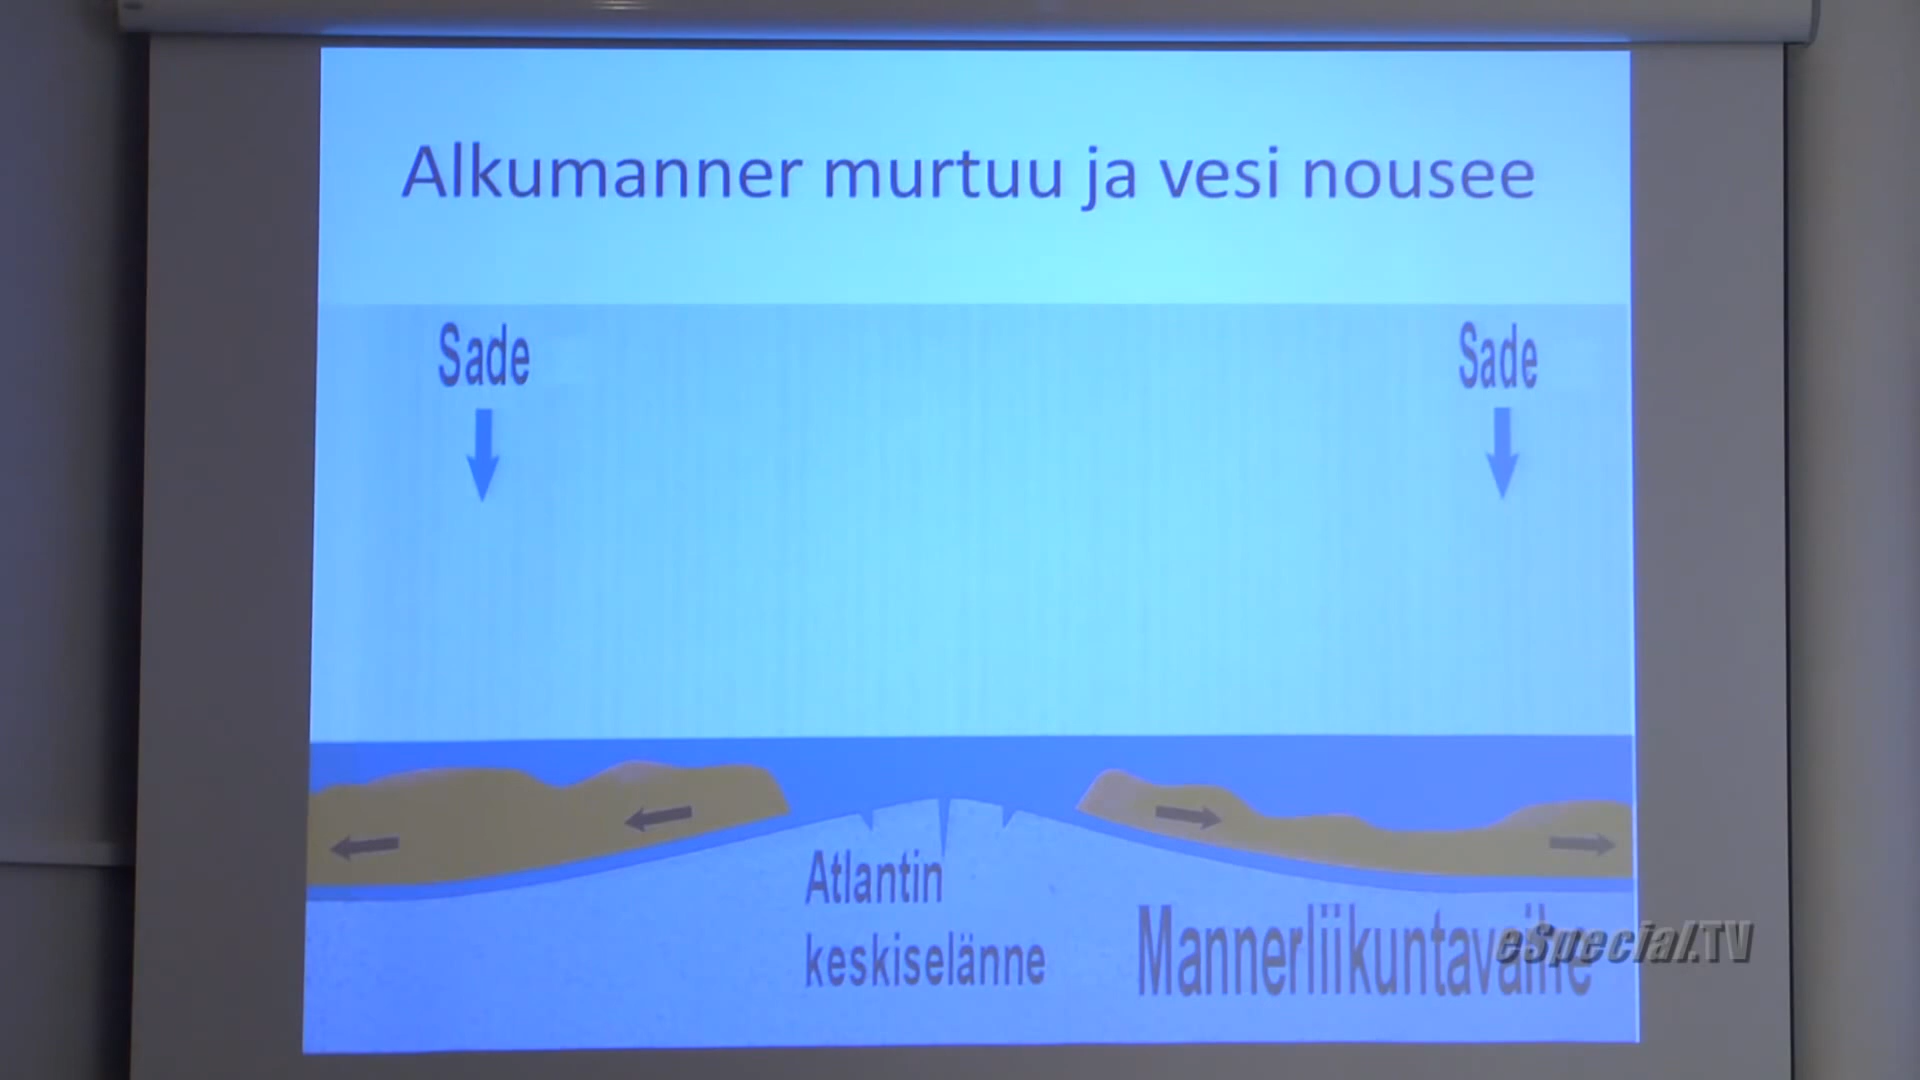 Alkumanner murtuu ja vesi nousee
Sade
Sade
Atlantin
keskiselänne
Mannerliikuntavaihe
eSpecial.TV